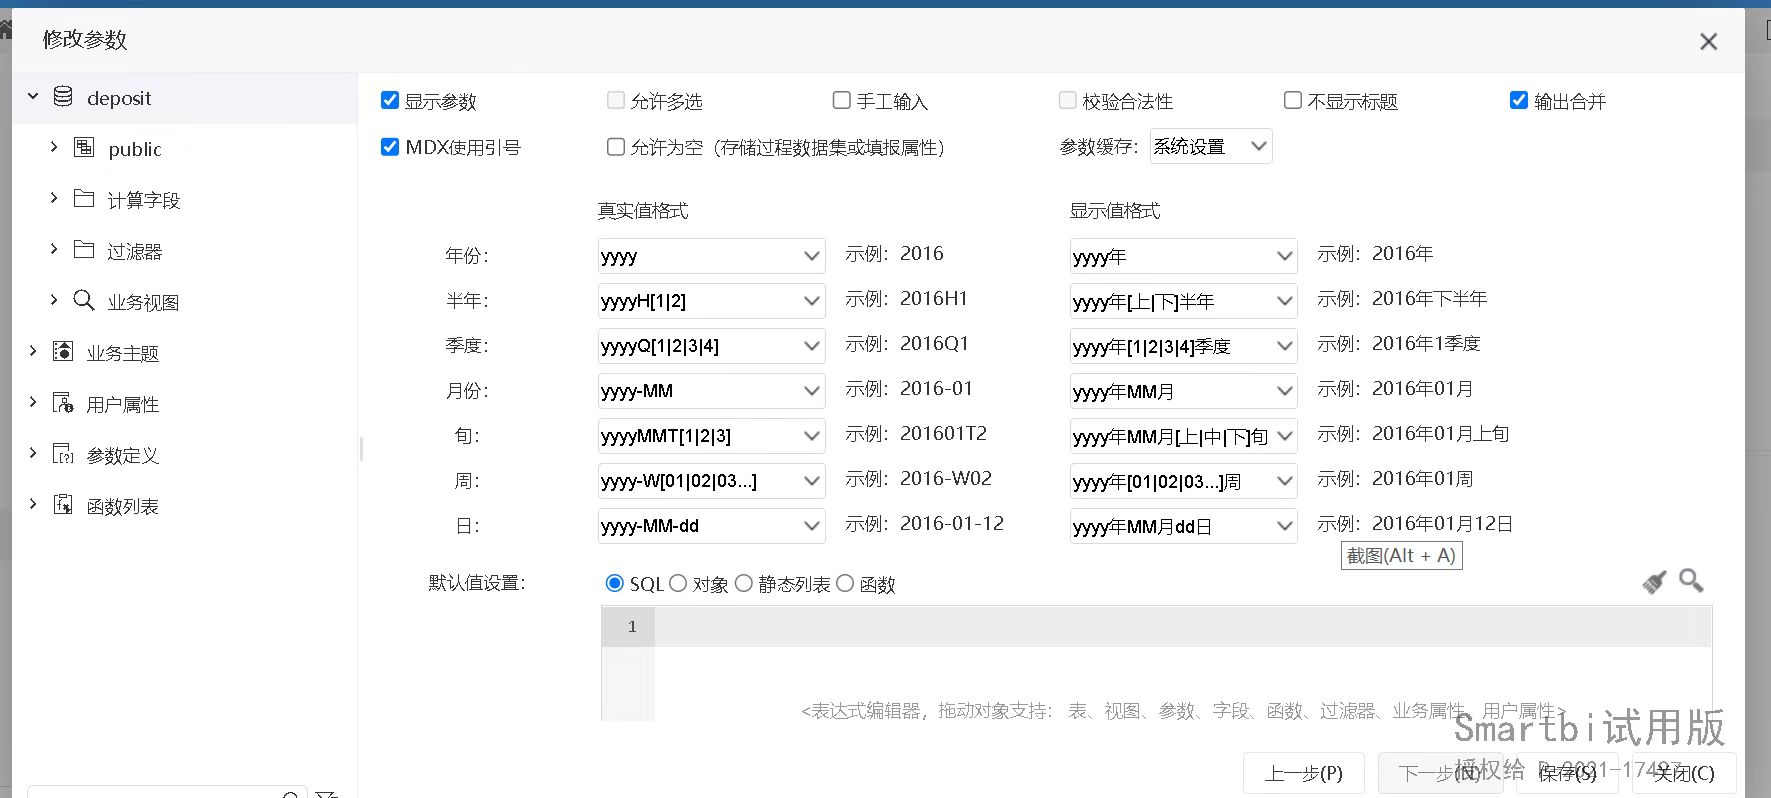 修改参数
deposit
public
计算字段
过滤器
业务视图
业务主题
用户属性
参数定义
函数列表
显示参数 允许多选 手工输入 校验合法性 不显示标题 输出合并
MDX使用引号 允许为空（存储过程数据集或填报属性） 参数缓存： 系统设置
真实值格式 显示值格式
年份： yyyy 示例：2016 yyyy年 示例：2016年
半年： yyyyH[1|2] 示例：2016H1 yyyy年[上|下]半年 示例：2016年下半年
季度： yyyyQ[1|2|3|4] 示例：2016Q1 yyyy年[1|2|3|4]季度 示例：2016年1季度
月份： yyyy-MM 示例：2016-01 yyyy年MM月 示例：2016年01月
旬： yyyyMMT[1|2|3] 示例：201601T2 yyyy年MM月[上|中|下]旬 示例：2016年01月上旬
周： yyyy-W[01|02|03...] 示例：2016-W02 yyyy年[01|02|03...]周 示例：2016年01周
日： yyyy-MM-dd 示例：2016-01-12 yyyy年MM月dd日 示例：2016年01月12日
截图(Alt + A)
默认值设置： SQL 对象 静态列表 函数
1
<表达式编辑器，拖动对象支持： 表、视图、参数、字段、函数、过滤器、业务属性、用户属性>
Smartbi试用版
上一步(P) 下一步(N) 保存(S) 关闭(C)
授权给